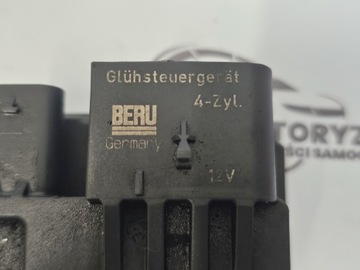 Glühsteuergerät
4-Zyl.
BERU
Germany
12V